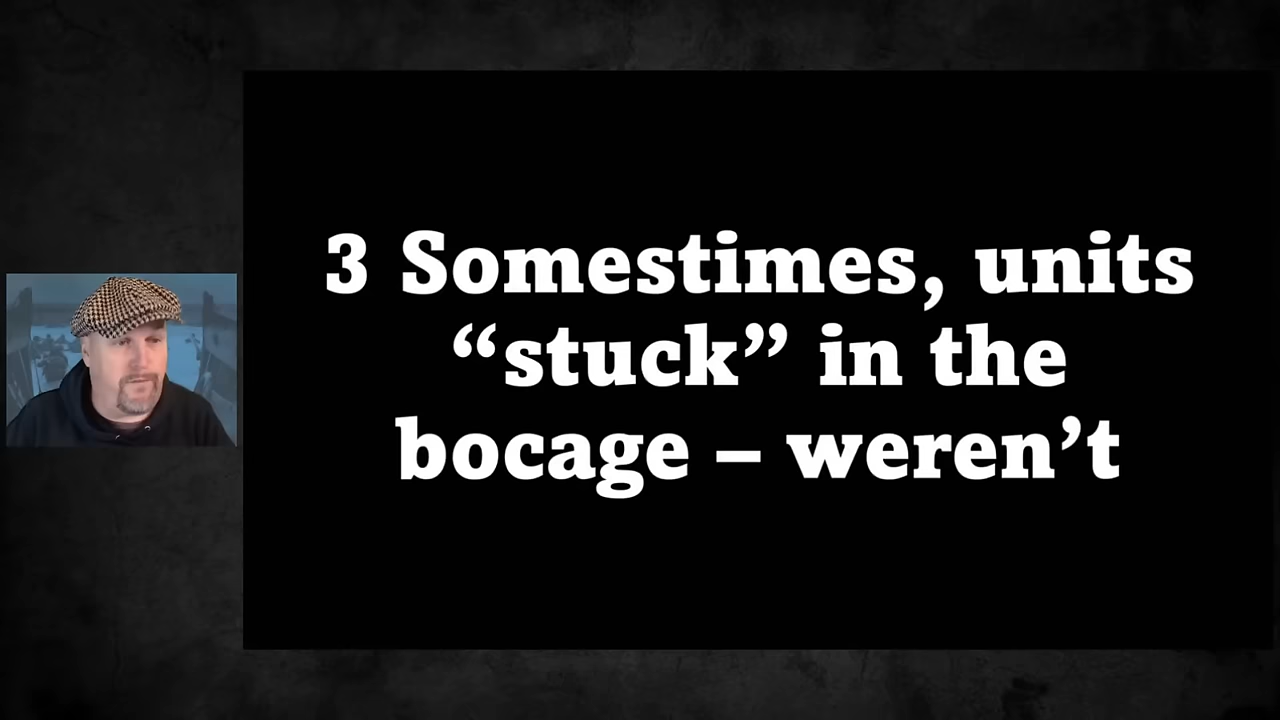 3 Somestimes, units
“stuck” in the
bocage – weren’t